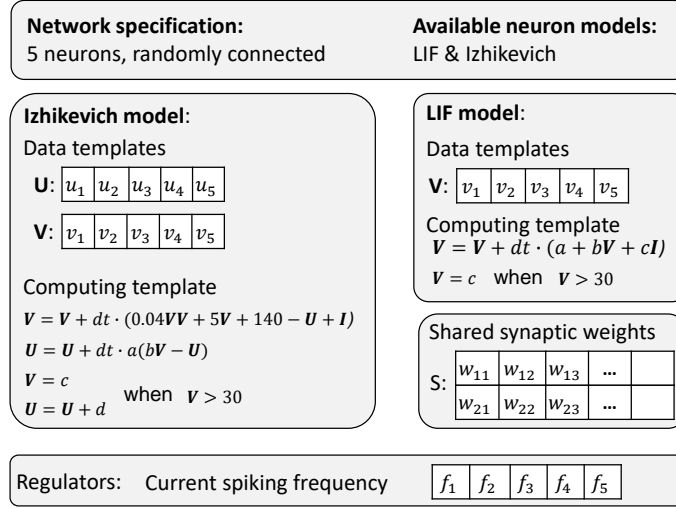 Network specification:
5 neurons, randomly connected
Available neuron models:
LIF & Izhikevich
Izhikevich model:
Data templates
U: u₁ u₂ u₃ u₄ u₅
V: v₁ v₂ v₃ v₄ v₅
Computing template
V = V + dt · (0.04VV + 5V + 140 − U + I)
U = U + dt · a(bV − U)
V = c
U = U + d
when V > 30
LIF model:
Data templates
V: v₁ v₂ v₃ v₄ v₅
Computing template
V = V + dt · (a + bV + cI)
V = c when V > 30
Shared synaptic weights
S:
w₁₁ w₁₂ w₁₃ ...
w₂₁ w₂₂ w₂₃ ...
Regulators: Current spiking frequency f₁ f₂ f₃ f₄ f₅